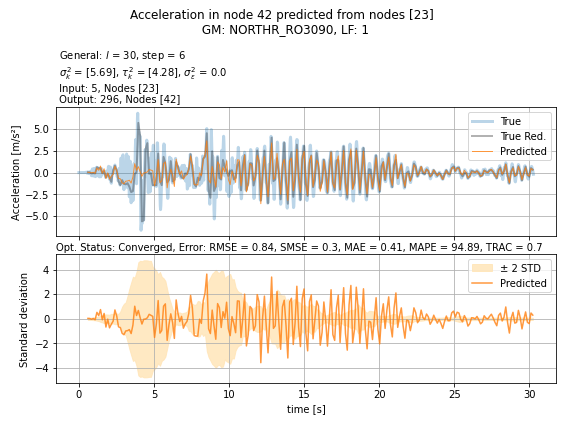 Acceleration in node 42 predicted from nodes [23]
GM: NORTHR_RO3090, LF: 1
General: l = 30, step = 6
σ²ₖ = [5.69], τ²ₖ = [4.28], σ²ε = 0.0
Input: 5, Nodes [23]
Output: 296, Nodes [42]
Acceleration [m/s²]
5.0
2.5
0.0
−2.5
−5.0
True
True Red.
Predicted
Opt. Status: Converged, Error: RMSE = 0.84, SMSE = 0.3, MAE = 0.41, MAPE = 94.89, TRAC = 0.7
Standard deviation
4
2
0
−2
−4
± 2 STD
Predicted
0 5 10 15 20 25 30
time [s]